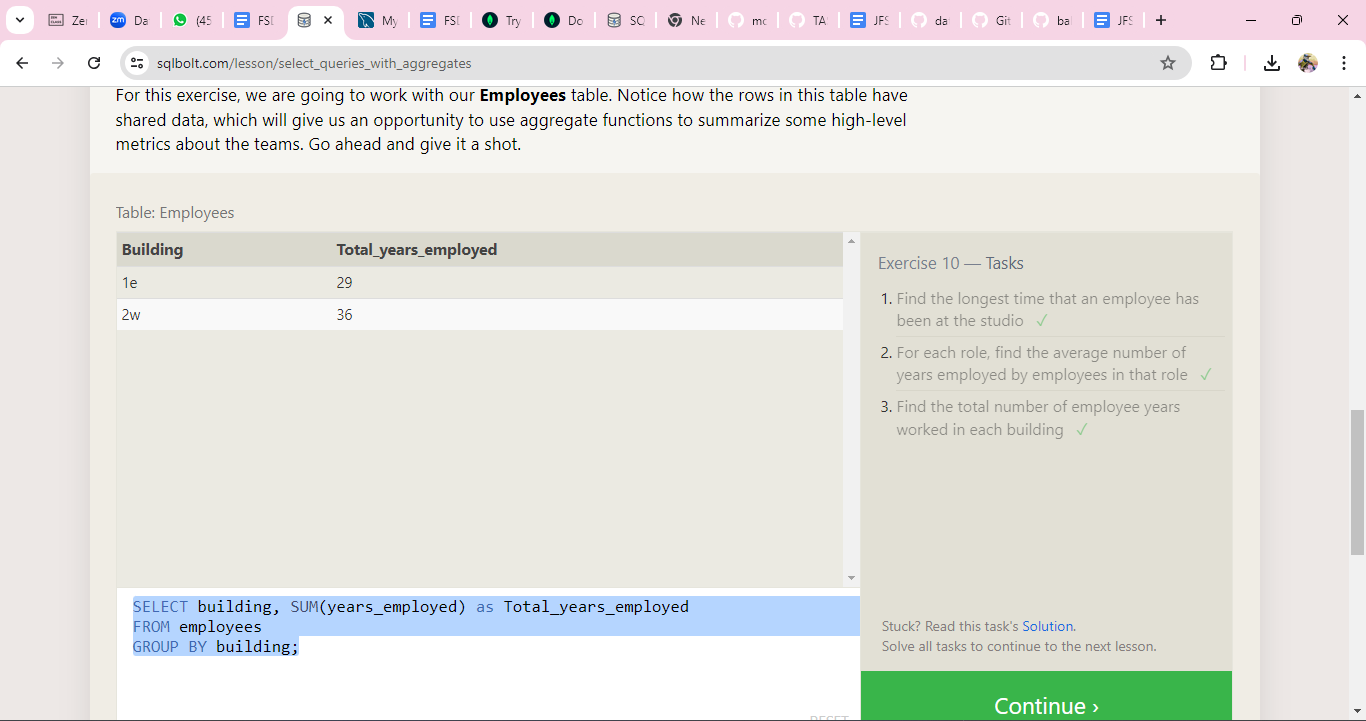 Zer
zm Da
(45
FSD
My
FSD
Try
Do
SC
Ne
mc
TA
JFS
da
Git
bal
JFS
sqlbolt.com/lesson/select_queries_with_aggregates
For this exercise, we are going to work with our Employees table. Notice how the rows in this table have
shared data, which will give us an opportunity to use aggregate functions to summarize some high-level
metrics about the teams. Go ahead and give it a shot.
Table: Employees
Building Total_years_employed
1e 29
2w 36
Exercise 10 — Tasks
1. Find the longest time that an employee has
been at the studio ✓
2. For each role, find the average number of
years employed by employees in that role ✓
3. Find the total number of employee years
worked in each building ✓
SELECT building, SUM(years_employed) as Total_years_employed
FROM employees
GROUP BY building;
Stuck? Read this task's Solution.
Solve all tasks to continue to the next lesson.
RESET
Continue ›